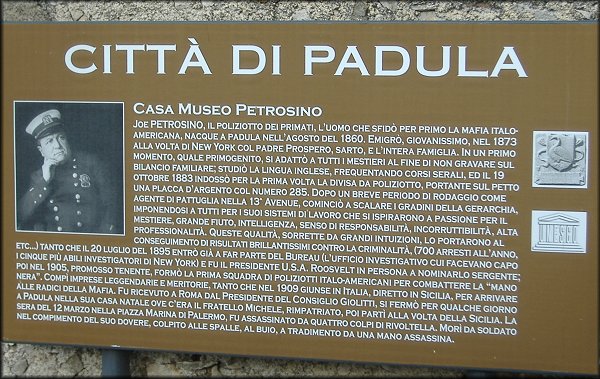 CITTÀ DI PADULA
CASA MUSEO PETROSINO
JOE PETROSINO, IL POLIZIOTTO DEI PRIMATI, L'UOMO CHE SFIDÒ PER PRIMO LA MAFIA ITALO-
AMERICANA, NACQUE A PADULA NELL'AGOSTO DEL 1860. EMIGRÒ, GIOVANISSIMO, NEL 1873
ALLA VOLTA DI NEW YORK COL PADRE PROSPERO, SARTO, E L'INTERA FAMIGLIA. IN UN PRIMO
MOMENTO, QUALE PRIMOGENITO, SI ADATTÒ A TUTTI I MESTIERI AL FINE DI NON GRAVARE SUL
BILANCIO FAMILIARE; STUDIÒ LA LINGUA INGLESE, FREQUENTANDO CORSI SERALI, ED IL 19
OTTOBRE 1883 INDOSSÒ PER LA PRIMA VOLTA LA DIVISA DA POLIZIOTTO, PORTANTE SUL PETTO
UNA PLACCA D'ARGENTO COL NUMERO 285. DOPO UN BREVE PERIODO DI RODAGGIO COME
AGENTE DI PATTUGLIA NELLA 13ª AVENUE, COMINCIÒ A SCALARE I GRADINI DELLA GERARCHIA,
IMPONENDOSI A TUTTI PER I SUOI SISTEMI DI LAVORO CHE SI ISPIRARONO A PASSIONE PER IL
MESTIERE, GRANDE FIUTO, INTELLIGENZA, SENSO DI RESPONSABILITÀ, INCORRUTTIBILITÀ, ALTA
PROFESSIONALITÀ. QUESTE QUALITÀ, SORRETTE DA GRANDI INTUIZIONI, LO PORTARONO AL
CONSEGUIMENTO DI RISULTATI BRILLANTISSIMI CONTRO LA CRIMINALITÀ, (700 ARRESTI ALL'ANNO,
ETC...) TANTO CHE IL 20 LUGLIO DEL 1895 ENTRÒ GIÀ A FAR PARTE DEL BUREAU (L'UFFICIO INVESTIGATIVO CUI FACEVANO CAPO
I CINQUE PIÙ ABILI INVESTIGATORI DI NEW YORK) E FU IL PRESIDENTE U.S.A. ROOSEVELT IN PERSONA A NOMINARLO SERGENTE;
POI NEL 1905, PROMOSSO TENENTE, FORMÒ LA PRIMA SQUADRA DI POLIZIOTTI ITALO-AMERICANI PER COMBATTERE LA "MANO
NERA". COMPÌ IMPRESE LEGGENDARIE E MERITORIE, TANTO CHE NEL 1909 GIUNSE IN ITALIA, DIRETTO IN SICILIA, PER ARRIVARE
ALLE RADICI DELLA MAFIA. FU RICEVUTO A ROMA DAL PRESIDENTE DEL CONSIGLIO GIOLITTI, SI FERMÒ PER QUALCHE GIORNO
A PADULA NELLA SUA CASA NATALE OVE C'ERA IL FRATELLO MICHELE, RIMPATRIATO, POI PARTÌ ALLA VOLTA DELLA SICILIA. LA
SERA DEL 12 MARZO NELLA PIAZZA MARINA DI PALERMO, FU ASSASSINATO DA QUATTRO COLPI DI RIVOLTELLA. MORÌ DA SOLDATO
NEL COMPIMENTO DEL SUO DOVERE, COLPITO ALLE SPALLE, AL BUIO, A TRADIMENTO DA UNA MANO ASSASSINA.
UNESCO